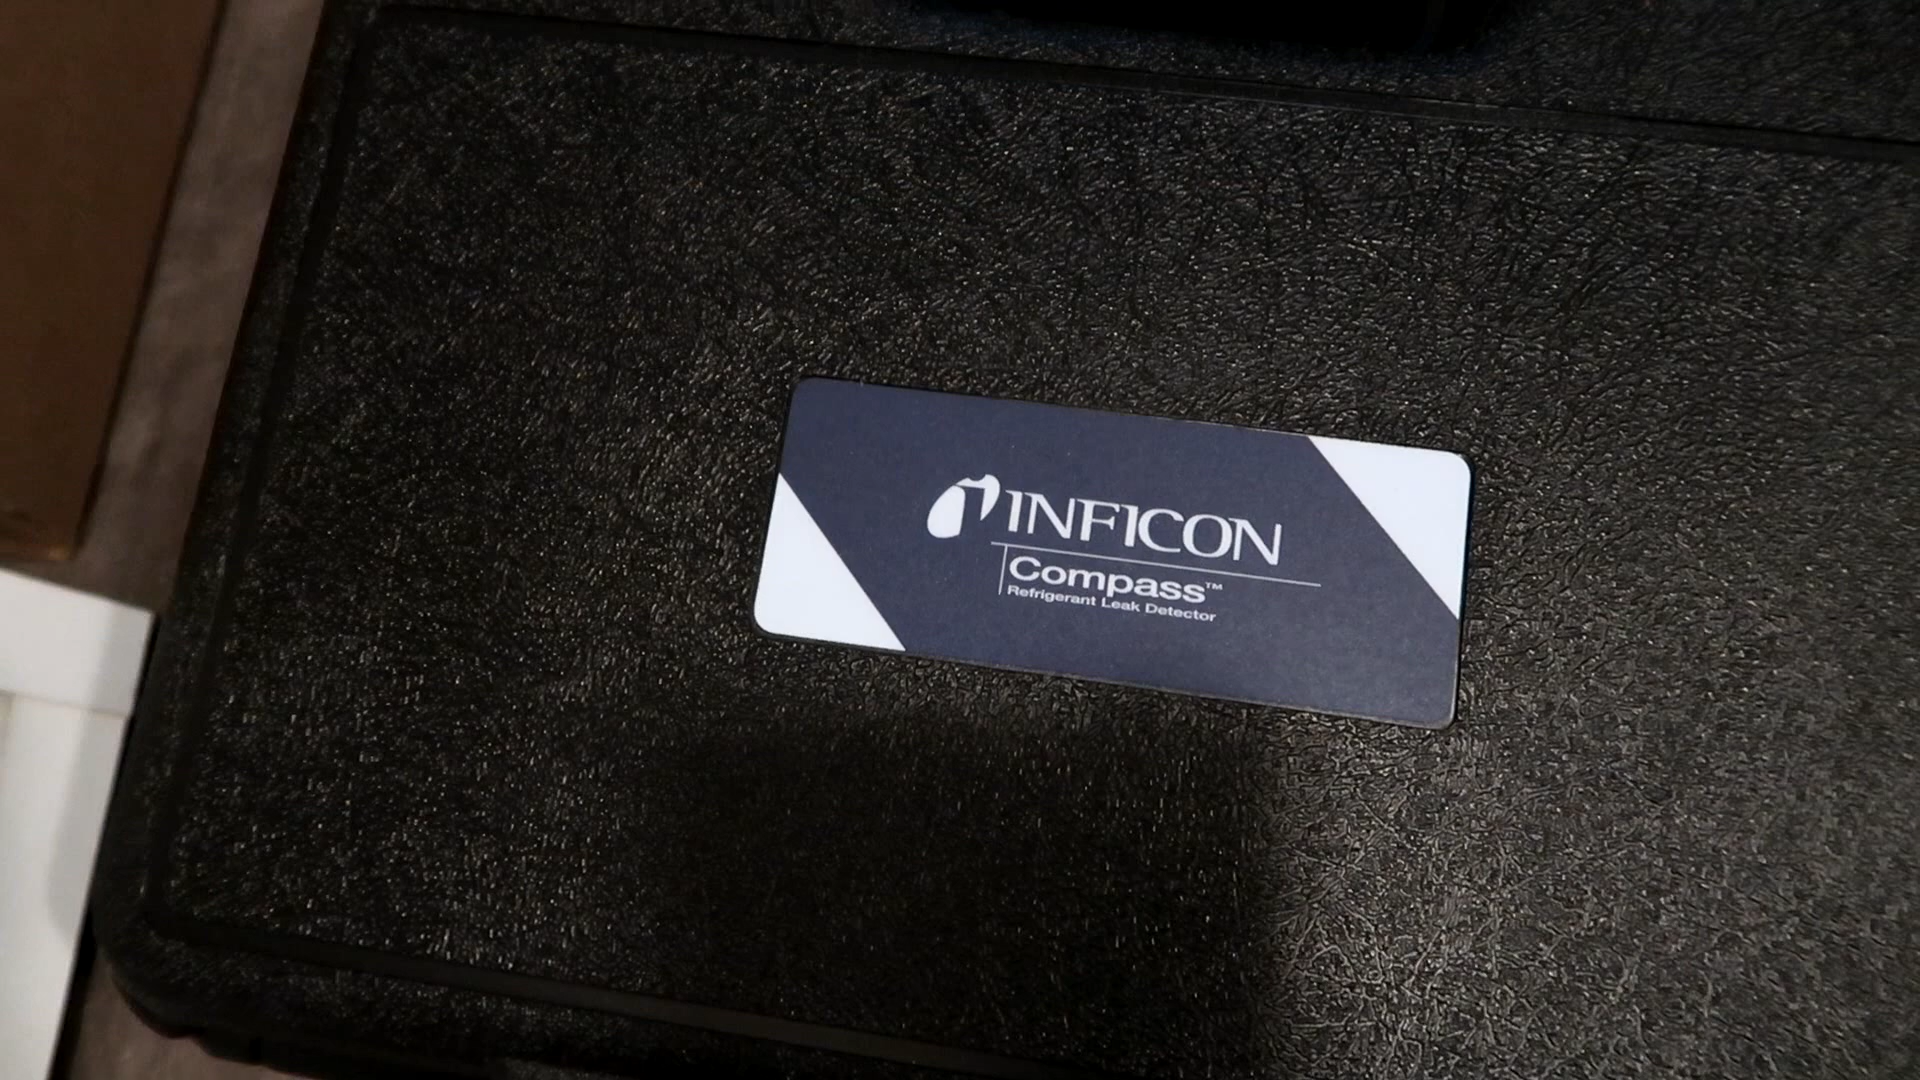 INFICON
Compass™
Refrigerant Leak Detector